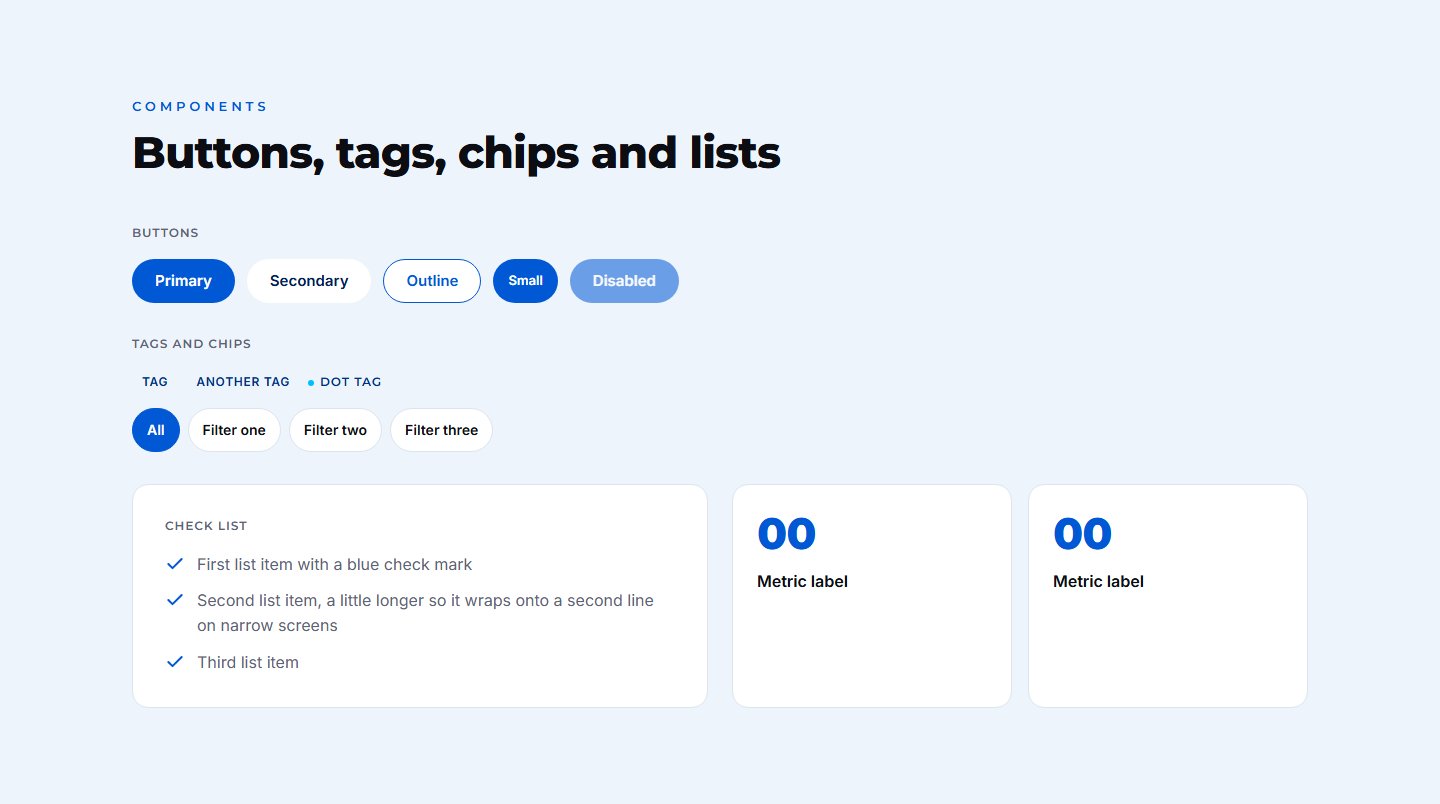 COMPONENTS
Buttons, tags, chips and lists
BUTTONS
Primary Secondary Outline Small Disabled
TAGS AND CHIPS
TAG ANOTHER TAG DOT TAG
All Filter one Filter two Filter three
CHECK LIST
First list item with a blue check mark
Second list item, a little longer so it wraps onto a second line
on narrow screens
Third list item
00
Metric label
00
Metric label